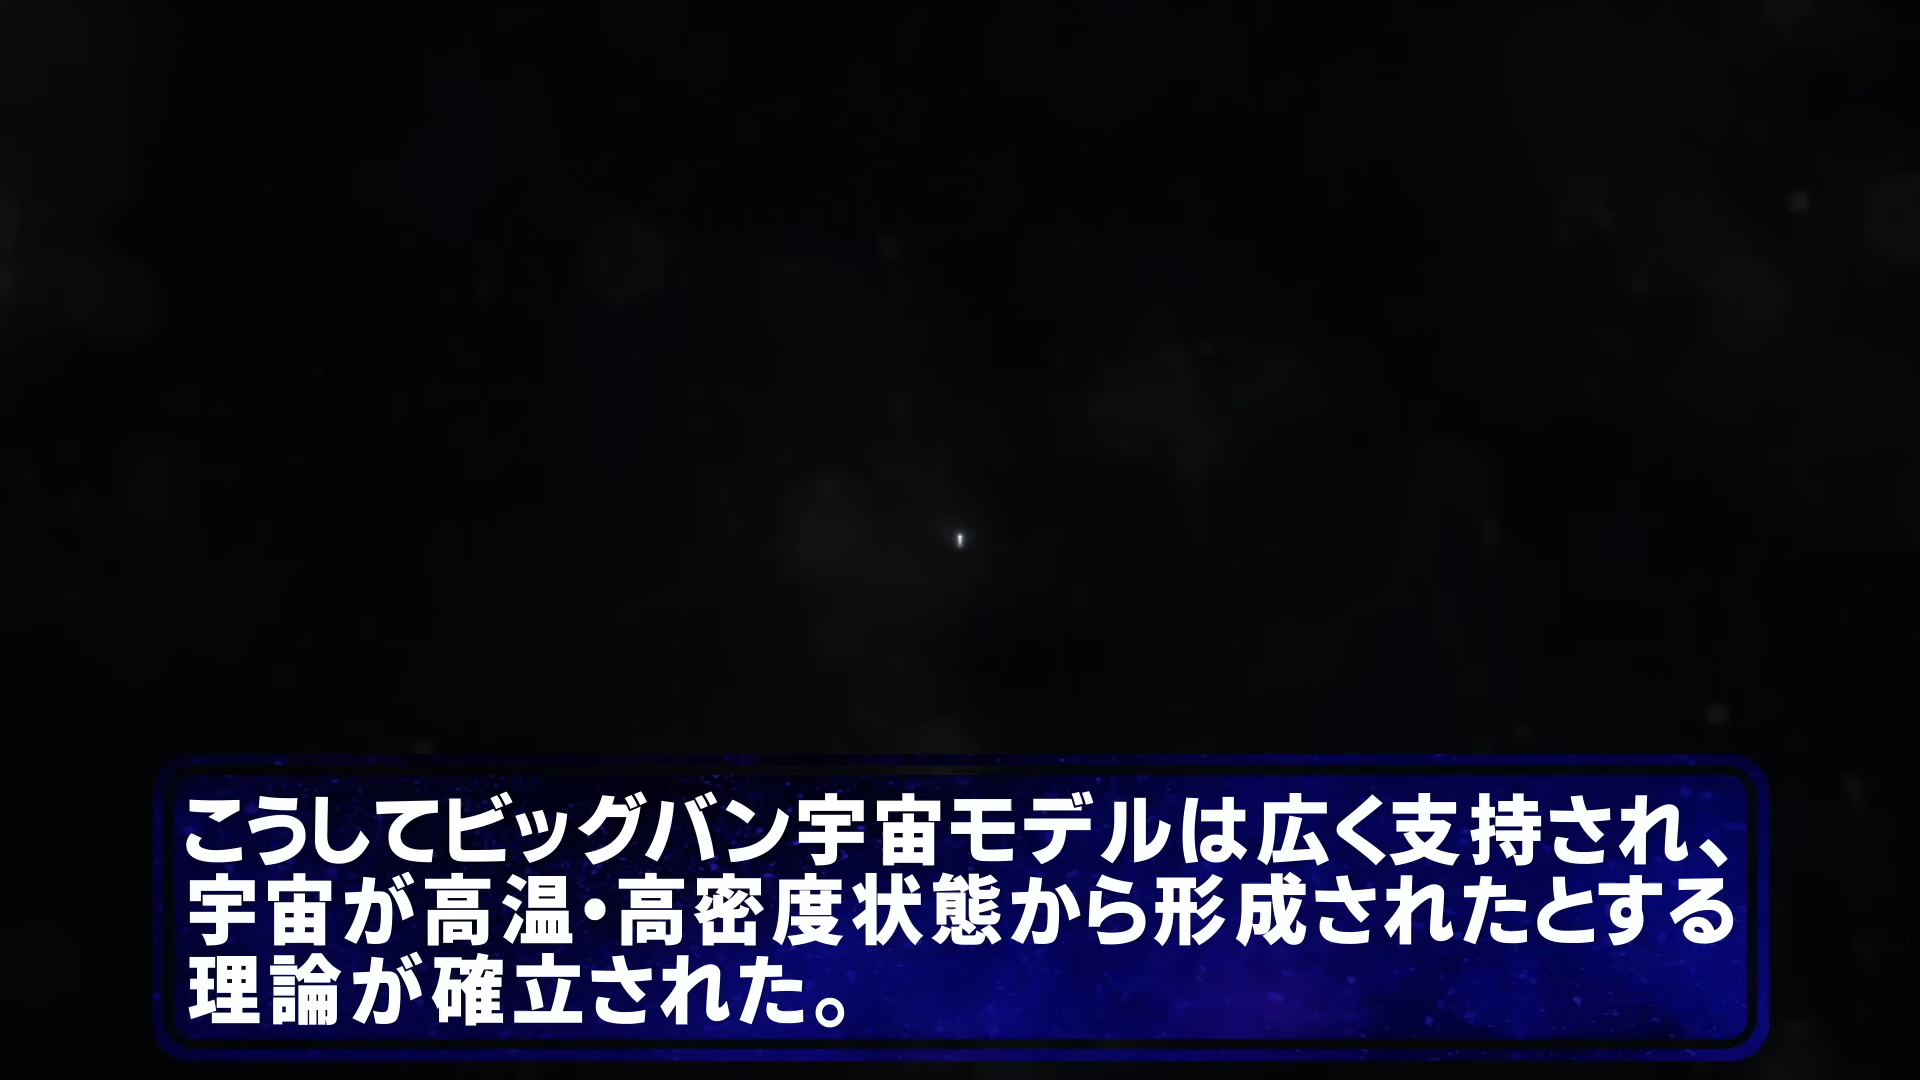 こうしてビッグバン宇宙モデルは広く支持され、
宇宙が高温・高密度状態から形成されたとする
理論が確立された。